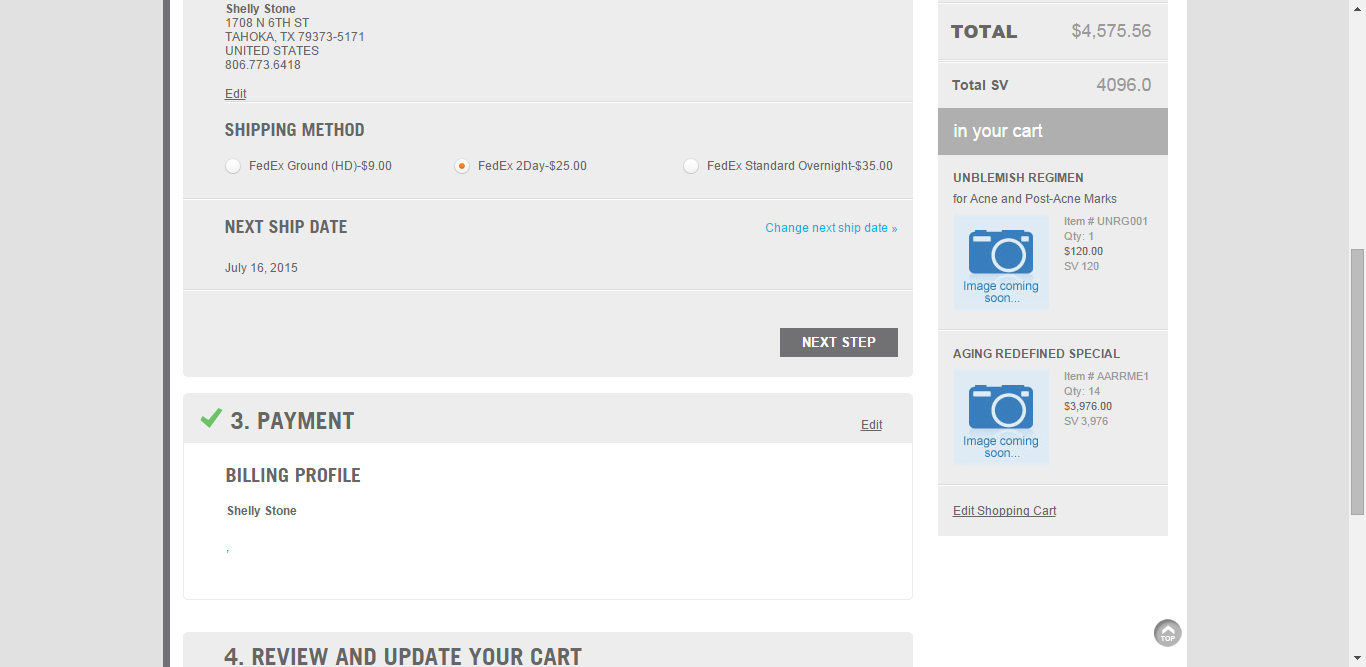 Shelly Stone
1708 N 6TH ST
TAHOKA, TX 79373-5171
UNITED STATES
806.773.6418
Edit
SHIPPING METHOD
FedEx Ground (HD)-$9.00
FedEx 2Day-$25.00
FedEx Standard Overnight-$35.00
NEXT SHIP DATE
Change next ship date »
July 16, 2015
NEXT STEP
3. PAYMENT
Edit
BILLING PROFILE
Shelly Stone
,
4. REVIEW AND UPDATE YOUR CART
TOTAL $4,575.56
Total SV 4096.0
in your cart
UNBLEMISH REGIMEN
for Acne and Post-Acne Marks
Image coming
soon...
Item # UNRG001
Qty: 1
$120.00
SV 120
AGING REDEFINED SPECIAL
Image coming
soon...
Item # AARRME1
Qty: 14
$3,976.00
SV 3,976
Edit Shopping Cart
TOP